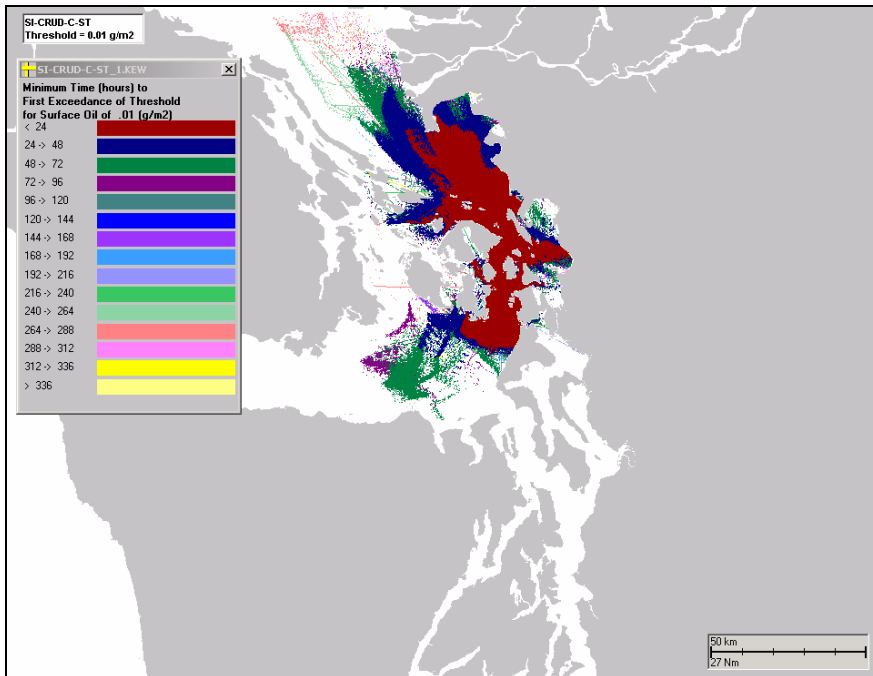 SI-CRUD-C-ST
Threshold = 0.01 g/m2
SI-CRUD-C-ST_1.KEW
Minimum Time (hours) to
First Exceedance of Threshold
for Surface Oil of .01 (g/m2)
< 24
24 -> 48
48 -> 72
72 -> 96
96 -> 120
120 -> 144
144 -> 168
168 -> 192
192 -> 216
216 -> 240
240 -> 264
264 -> 288
288 -> 312
312 -> 336
> 336
50 km
27 Nm